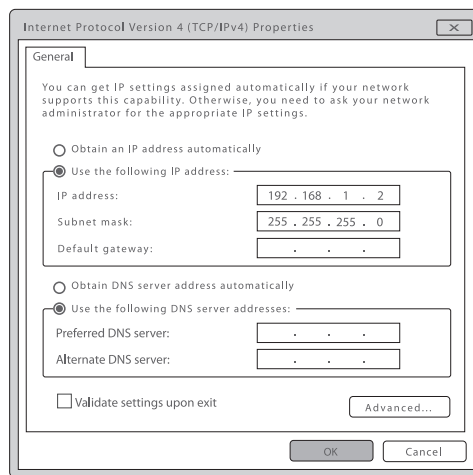 Internet Protocol Version 4 (TCP/IPv4) Properties
General
You can get IP settings assigned automatically if your network
supports this capability. Otherwise, you need to ask your network
administrator for the appropriate IP settings.
Obtain an IP address automatically
Use the following IP address:
IP address: 192 . 168 . 1 . 2
Subnet mask: 255 . 255 . 255 . 0
Default gateway: . . .
Obtain DNS server address automatically
Use the following DNS server addresses:
Preferred DNS server: . . .
Alternate DNS server: . . .
Validate settings upon exit
Advanced...
OK Cancel